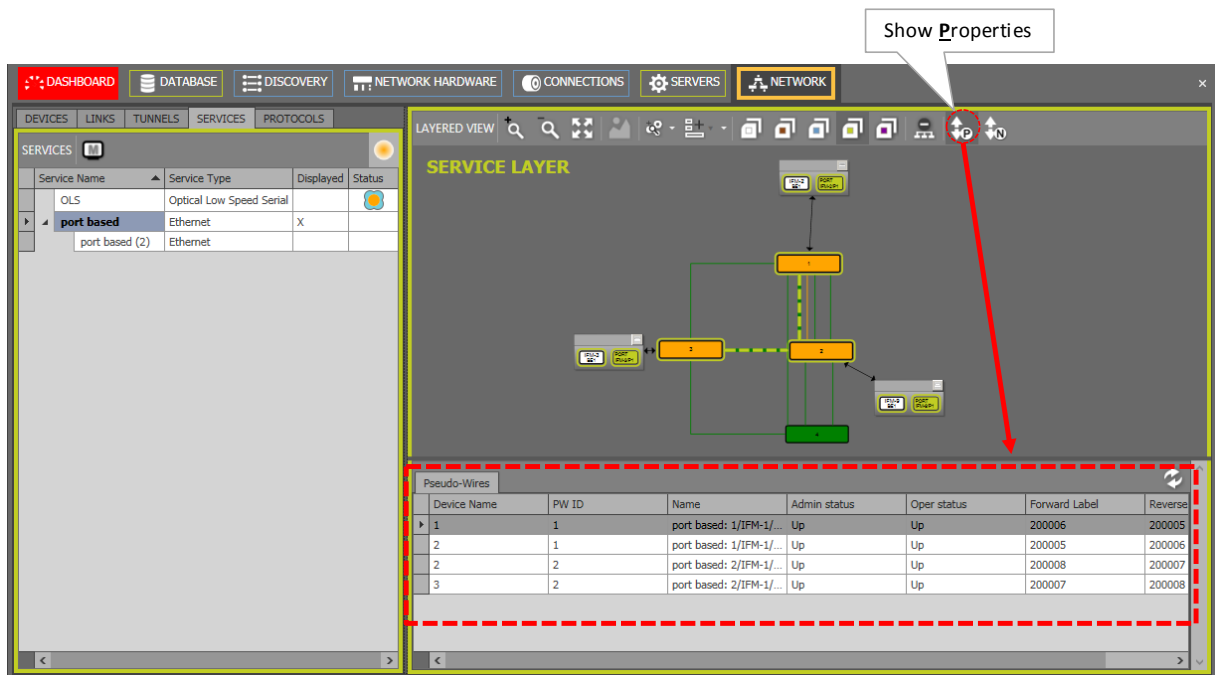 Show Properties
DASHBOARD DATABASE DISCOVERY NETWORK HARDWARE CONNECTIONS SERVERS NETWORK ×
DEVICES LINKS TUNNELS SERVICES PROTOCOLS
SERVICES M
Service Name Service Type Displayed Status
OLS Optical Low Speed Serial
port based Ethernet X
port based (2) Ethernet
LAYERED VIEW P N
SERVICE LAYER
PORT
1
PORT
3 2
PORT
4
Pseudo-Wires
Device Name PW ID Name Admin status Oper status Forward Label Reverse
1 1 port based: 1/IFM-1/... Up Up 200006 200005
2 1 port based: 1/IFM-1/... Up Up 200005 200006
2 2 port based: 2/IFM-1/... Up Up 200008 200007
3 2 port based: 2/IFM-1/... Up Up 200007 200008